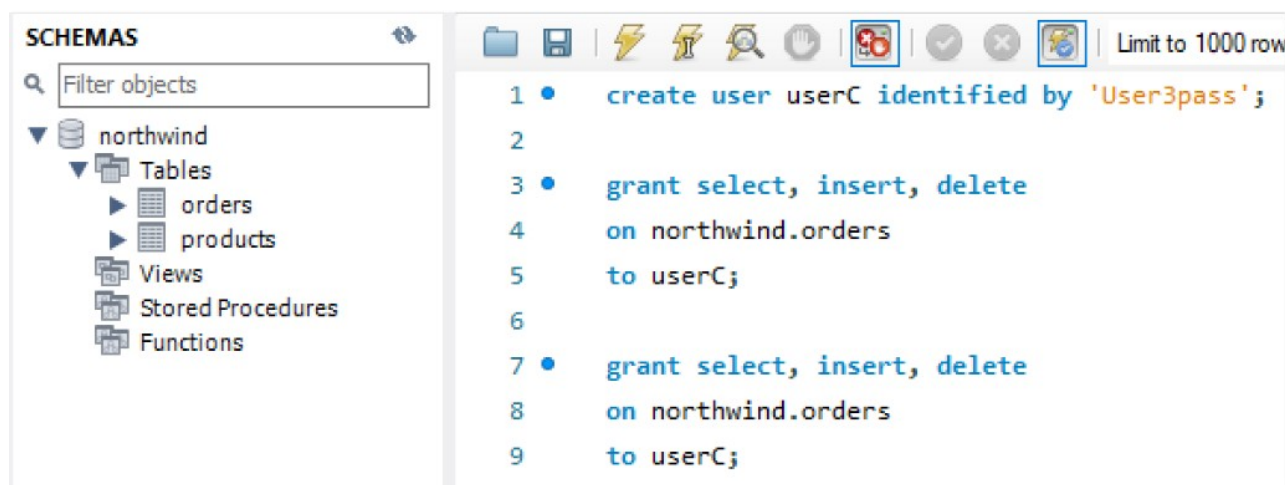 SCHEMAS
Filter objects
northwind
Tables
orders
products
Views
Stored Procedures
Functions
Limit to 1000 row
1 create user userC identified by 'User3pass';
2
3 grant select, insert, delete
4 on northwind.orders
5 to userC;
6
7 grant select, insert, delete
8 on northwind.orders
9 to userC;